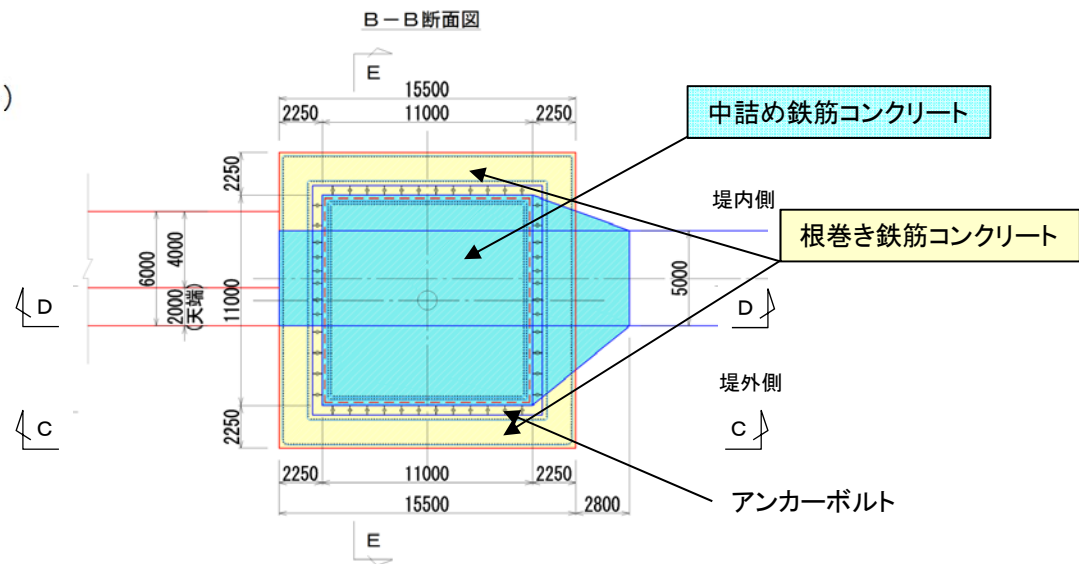 B－B断面図
)
E
15500
2250
11000
2250
中詰め鉄筋コンクリート
2250
堤内側
根巻き鉄筋コンクリート
6000
4000
2000
(天端)
11000
5000
D
D
堤外側
2250
C
C
2250
11000
2250
15500
2800
アンカーボルト
E